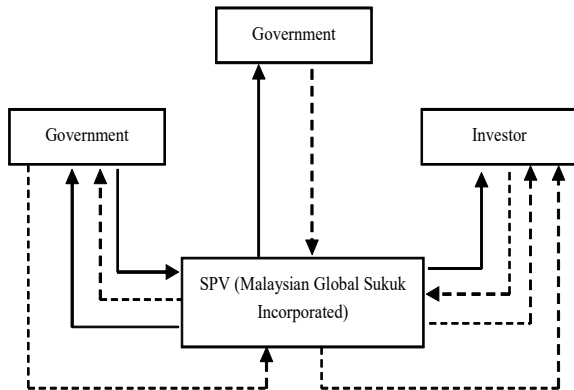 Government
Government
Investor
SPV (Malaysian Global Sukuk
Incorporated)